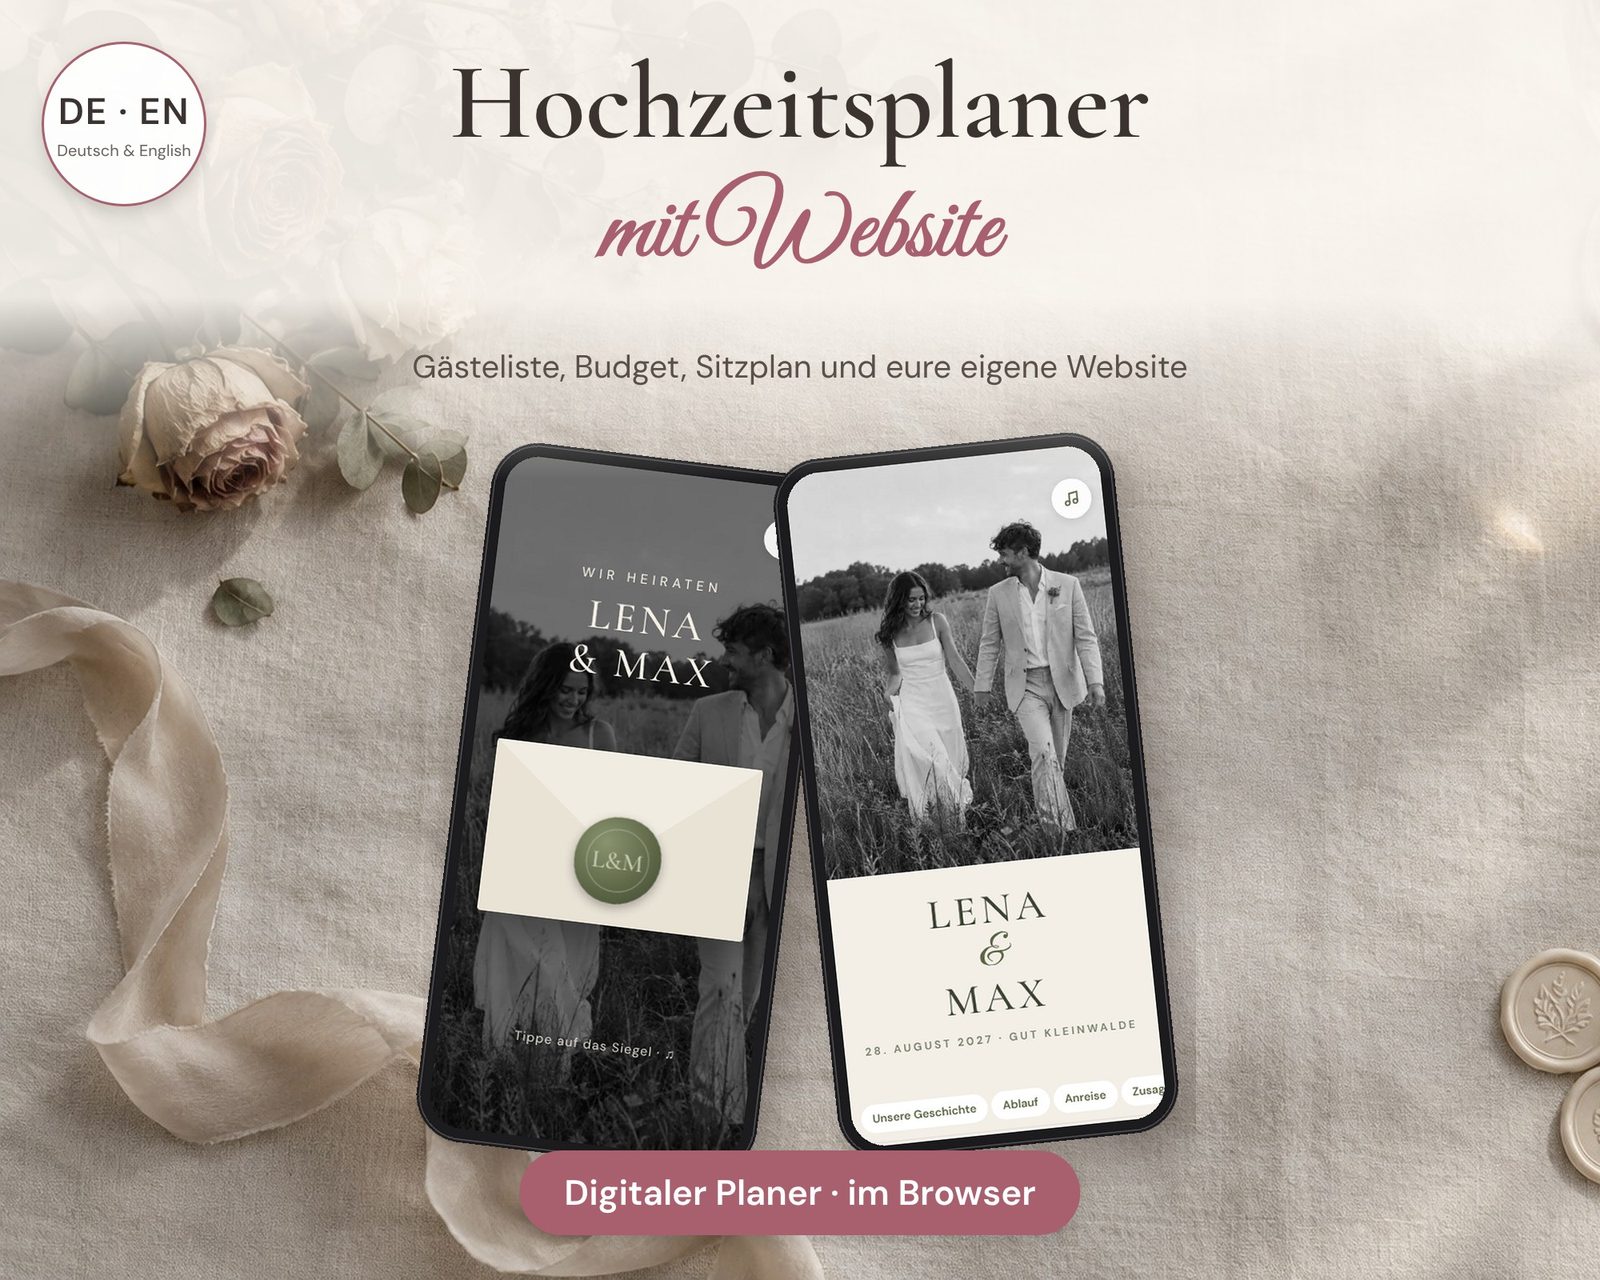 DE · EN
Deutsch & English
Hochzeitsplaner
mit Website
Gästeliste, Budget, Sitzplan und eure eigene Website
WIR HEIRATEN
LENA
& MAX
L&M
Tippe auf das Siegel · ♫
LENA
&
MAX
28. AUGUST 2027 · GUT KLEINWALDE
Unsere Geschichte
Ablauf
Anreise
Zusag
Digitaler Planer · im Browser